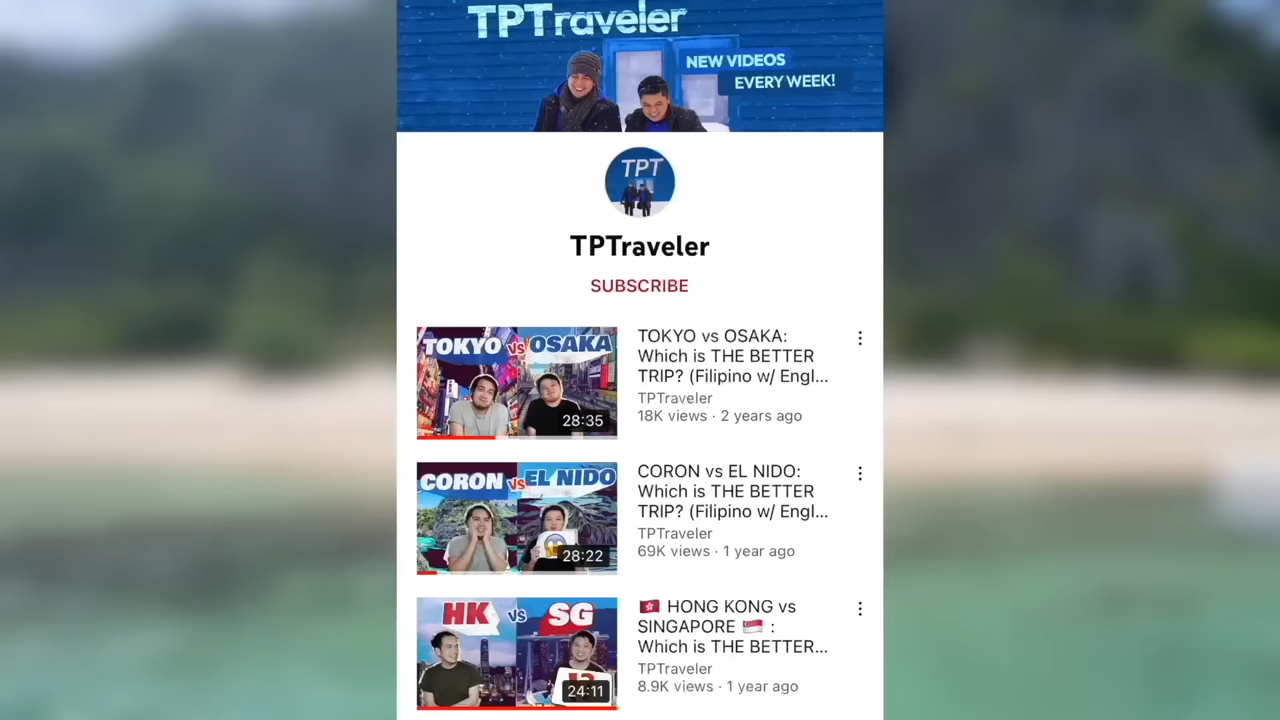 TPTraveler
NEW VIDEOS
EVERY WEEK!
TPT
TPTraveler
SUBSCRIBE
TOKYO vs OSAKA
28:35
TOKYO vs OSAKA:
Which is THE BETTER
TRIP? (Filipino w/ Engl...
TPTraveler
18K views · 2 years ago
CORON vs EL NIDO
28:22
CORON vs EL NIDO:
Which is THE BETTER
TRIP? (Filipino w/ Engl...
TPTraveler
69K views · 1 year ago
HK vs SG
24:11
🇭🇰 HONG KONG vs
SINGAPORE 🇸🇬 :
Which is THE BETTER...
TPTraveler
8.9K views · 1 year ago